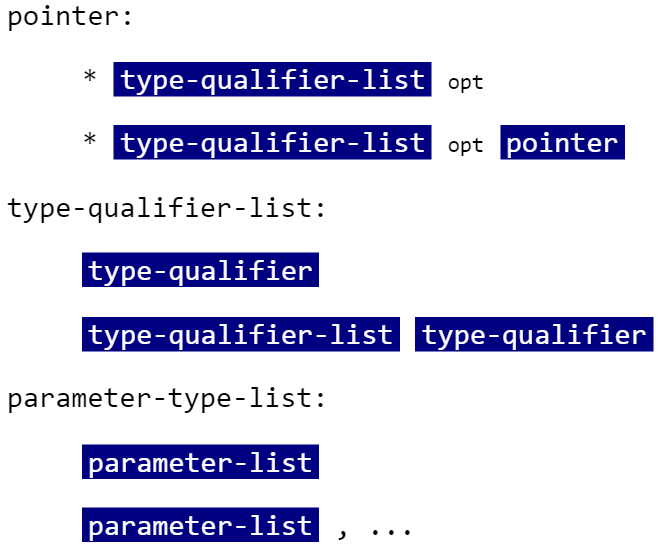 pointer:
* type-qualifier-list opt
* type-qualifier-list opt pointer
type-qualifier-list:
type-qualifier
type-qualifier-list type-qualifier
parameter-type-list:
parameter-list
parameter-list , ...